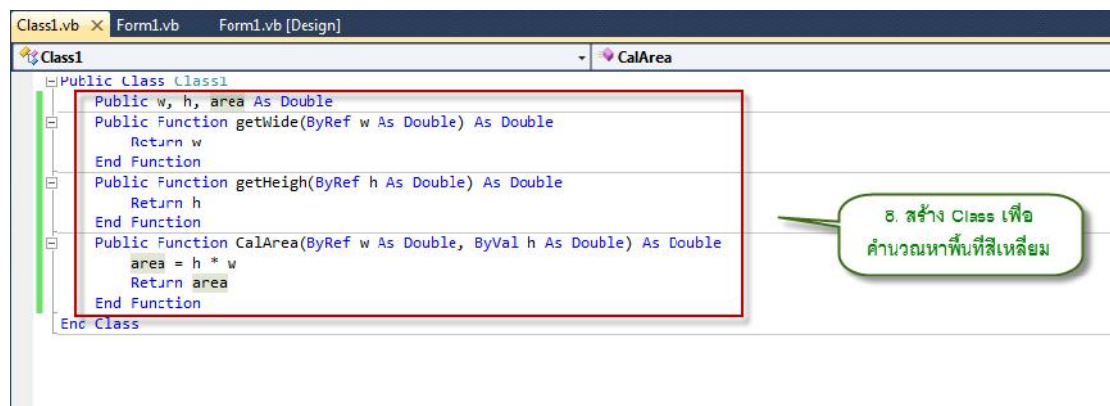 Class1.vb X Form1.vb Form1.vb [Design]
Class1 CalArea
Public Class Class1
Public w, h, area As Double
Public Function getWide(ByRef w As Double) As Double
Return w
End Function
Public Function getHeigh(ByRef h As Double) As Double
Return h
End Function
Public Function CalArea(ByRef w As Double, ByVal h As Double) As Double
area = h * w
Return area
End Function
End Class
8. สร้าง Class เพื่อ
คำนวณหาพื้นที่สี่เหลี่ยม